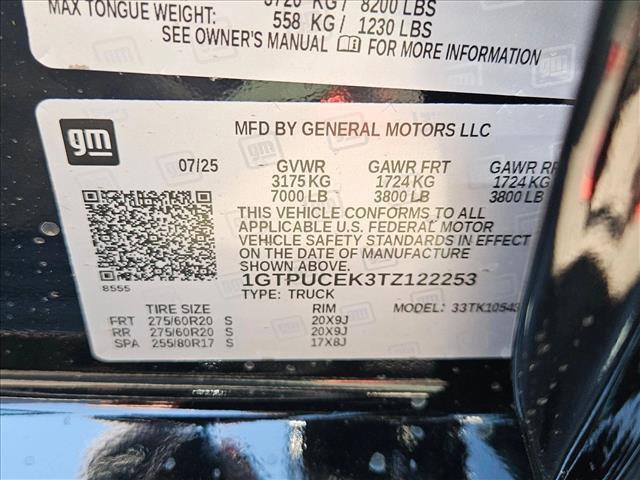 8200 LBS
MAX TONGUE WEIGHT: 558 KG / 1230 LBS
SEE OWNER'S MANUAL FOR MORE INFORMATION
gm
MFD BY GENERAL MOTORS LLC
07/25 GVWR GAWR FRT GAWR RR
3175 KG 1724 KG 1724 KG
7000 LB 3800 LB 3800 LB
THIS VEHICLE CONFORMS TO ALL
APPLICABLE U.S. FEDERAL MOTOR
VEHICLE SAFETY STANDARDS IN EFFECT
ON THE DATE OF MANUFACTURE
SHOWN ABOVE.
8555 1GTPUCEK3TZ122253
TYPE: TRUCK MODEL: 33TK10543
TIRE SIZE RIM
FRT 275/60R20 S 20X9J
RR 275/60R20 S 20X9J
SPA 255/80R17 S 17X8J